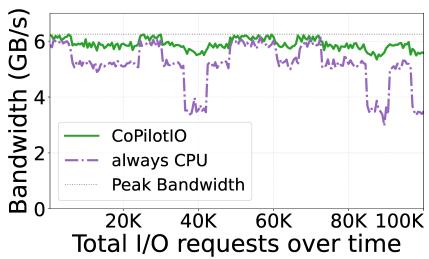 Bandwidth (GB/s)
6
4
2
0
CoPilotIO
always CPU
Peak Bandwidth
20K 40K 60K 80K 100K
Total I/O requests over time